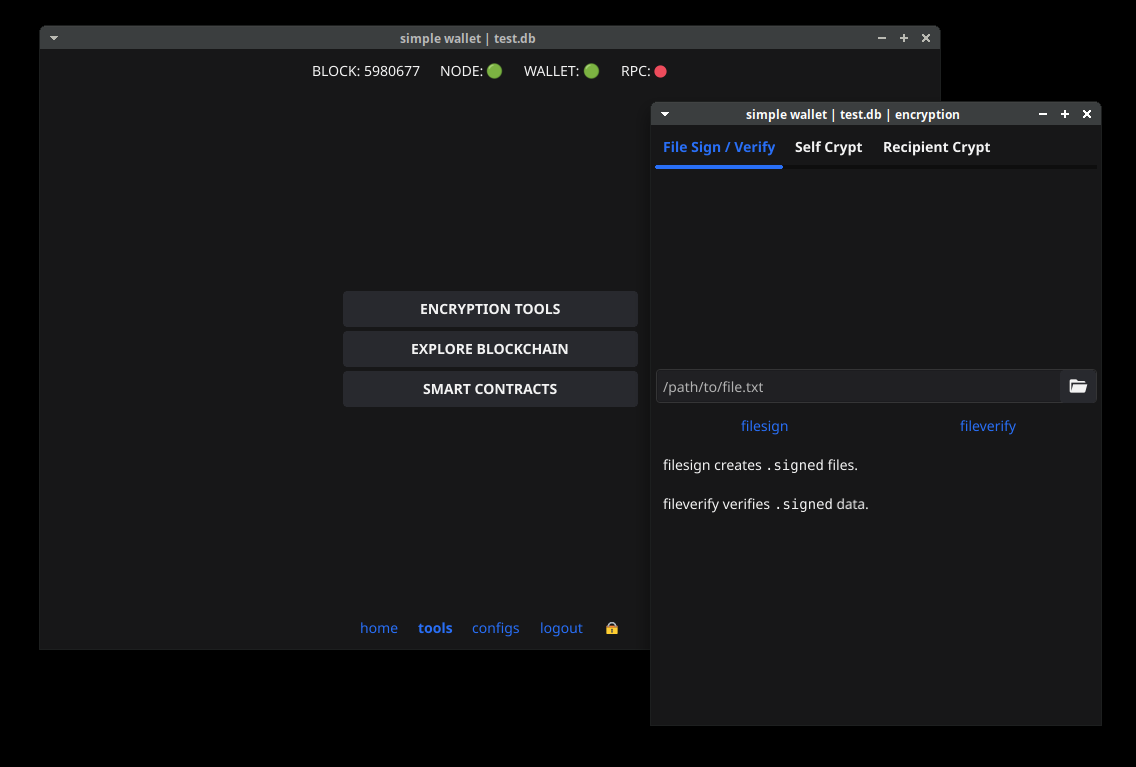 simple wallet | test.db
BLOCK: 5980677 NODE: WALLET: RPC:
ENCRYPTION TOOLS
EXPLORE BLOCKCHAIN
SMART CONTRACTS
home tools configs logout
simple wallet | test.db | encryption
File Sign / Verify Self Crypt Recipient Crypt
/path/to/file.txt
filesign fileverify
filesign creates .signed files.
fileverify verifies .signed data.